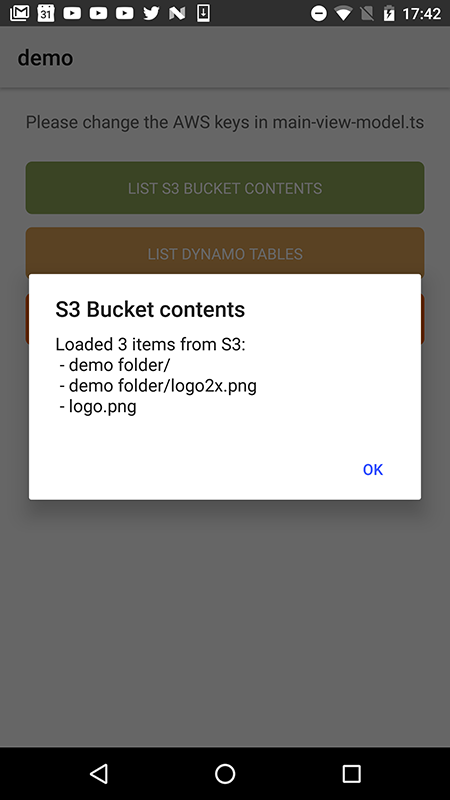 31 17:42
demo
Please change the AWS keys in main-view-model.ts
LIST S3 BUCKET CONTENTS
LIST DYNAMO TABLES
S3 Bucket contents
Loaded 3 items from S3:
- demo folder/
- demo folder/logo2x.png
- logo.png
OK